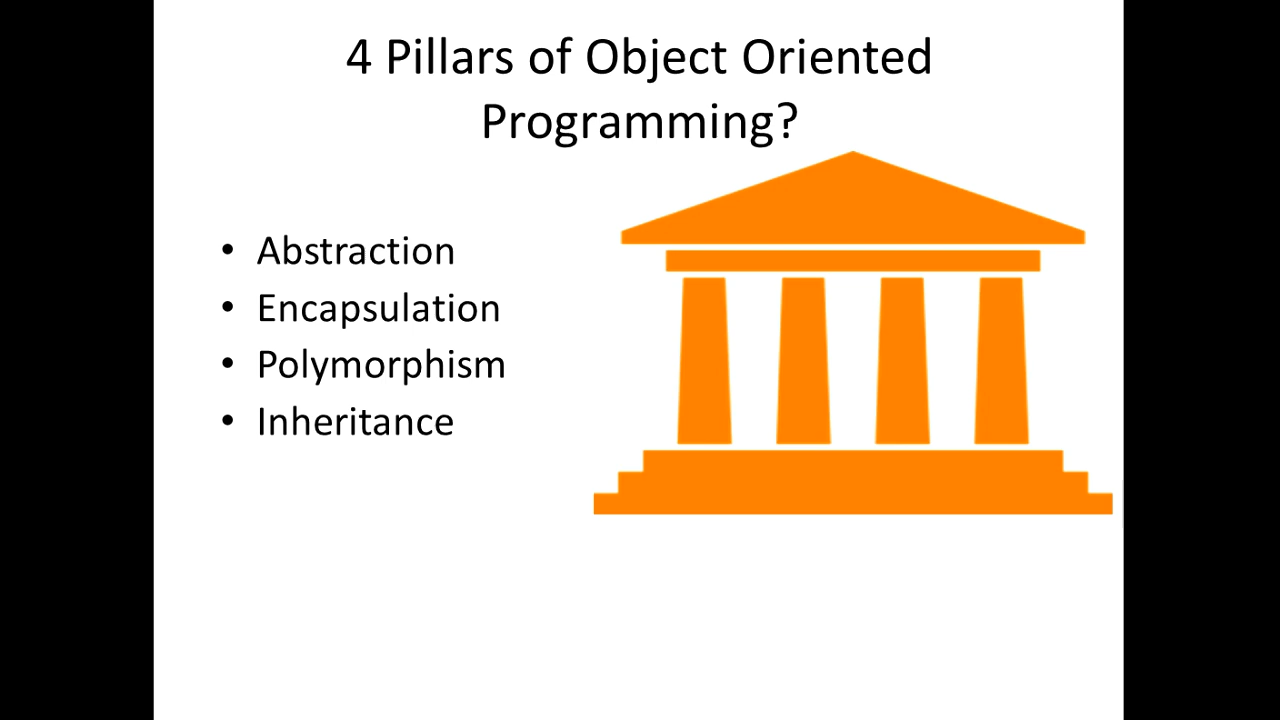 4 Pillars of Object Oriented
Programming?
• Abstraction
• Encapsulation
• Polymorphism
• Inheritance